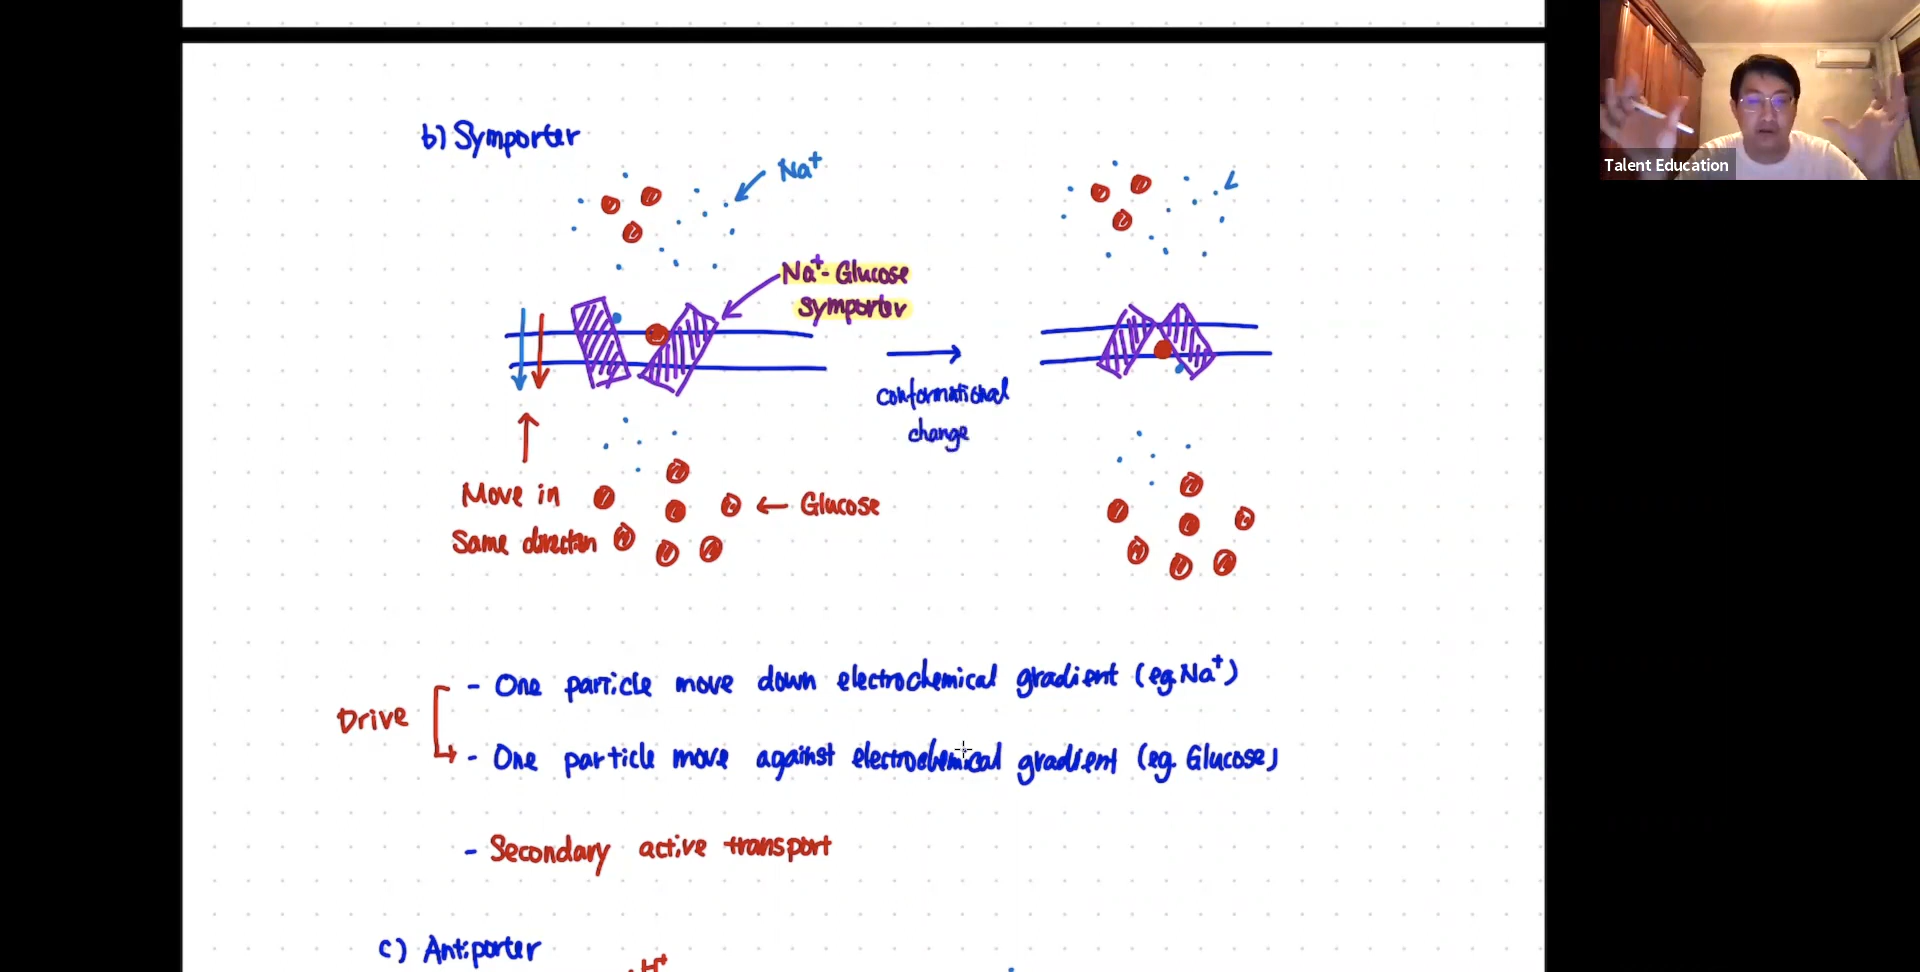 b) Symporter
Na⁺
Na⁺- Glucose
symporter
conformational
change
Move in
Same direction
Glucose
Drive
- One particle move down electrochemical gradient (eg. Na⁺)
- One particle move against electrochemical gradient (eg. Glucose)
- Secondary active transport
c) Antiporter
H⁺
Talent Education